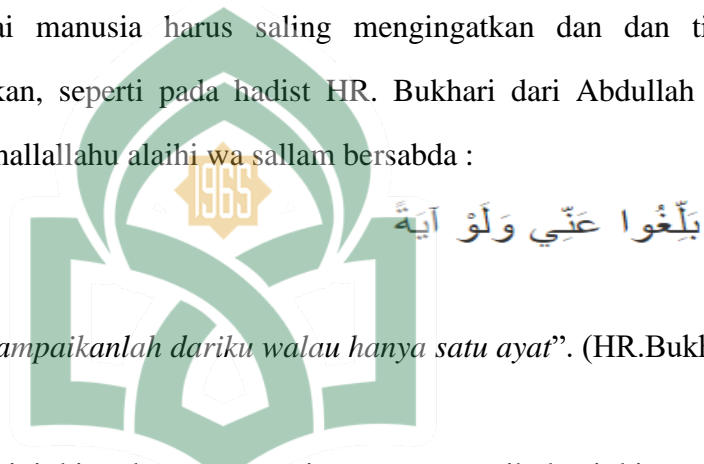 ai manusia harus saling mengingatkan dan dan ti
kan, seperti pada hadist HR. Bukhari dari Abdullah
hallallahu alaihi wa sallam bersabda :
1965
بَلِّغُوا عَنِّي وَلَوْ آيَةً
ampaikanlah dariku walau hanya satu ayat”. (HR.Bukh